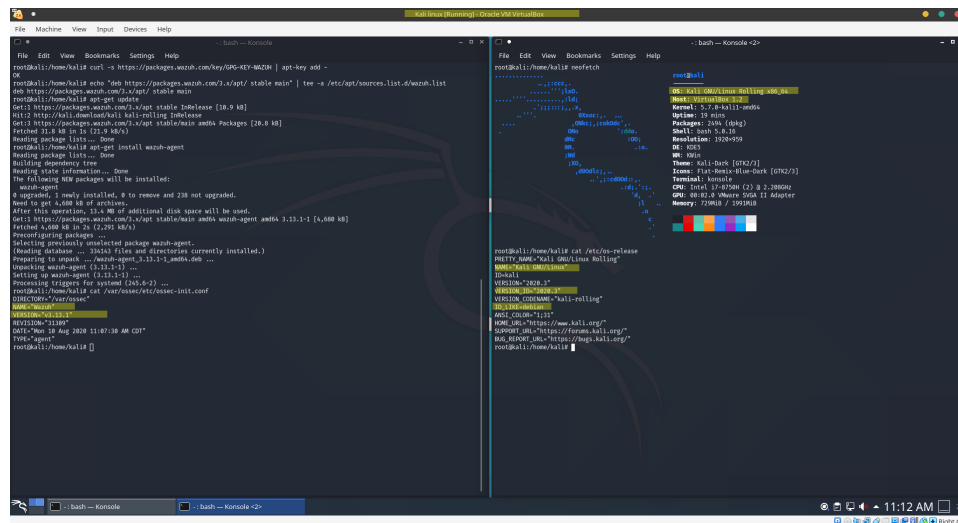 Kali linux [Running] - Oracle VM VirtualBox
File Machine View Input Devices Help
- : bash — Konsole
File Edit View Bookmarks Settings Help
root@kali:/home/kali# curl -s https://packages.wazuh.com/key/GPG-KEY-WAZUH | apt-key add -
OK
root@kali:/home/kali# echo "deb https://packages.wazuh.com/3.x/apt/ stable main" | tee -a /etc/apt/sources.list.d/wazuh.list
deb https://packages.wazuh.com/3.x/apt/ stable main
root@kali:/home/kali# apt-get update
Get:1 https://packages.wazuh.com/3.x/apt stable InRelease [10.9 kB]
Hit:2 http://kali.download/kali kali-rolling InRelease
Get:3 https://packages.wazuh.com/3.x/apt stable/main amd64 Packages [20.8 kB]
Fetched 31.8 kB in 1s (21.9 kB/s)
Reading package lists... Done
root@kali:/home/kali# apt-get install wazuh-agent
Reading package lists... Done
Building dependency tree
Reading state information... Done
The following NEW packages will be installed:
wazuh-agent
0 upgraded, 1 newly installed, 0 to remove and 238 not upgraded.
Need to get 4,680 kB of archives.
After this operation, 13.4 MB of additional disk space will be used.
Get:1 https://packages.wazuh.com/3.x/apt stable/main amd64 wazuh-agent amd64 3.13.1-1 [4,680 kB]
Fetched 4,680 kB in 2s (2,291 kB/s)
Preconfiguring packages ...
Selecting previously unselected package wazuh-agent.
(Reading database ... 334143 files and directories currently installed.)
Preparing to unpack .../wazuh-agent_3.13.1-1_amd64.deb ...
Unpacking wazuh-agent (3.13.1-1) ...
Setting up wazuh-agent (3.13.1-1) ...
Processing triggers for systemd (245.6-2) ...
root@kali:/home/kali# cat /var/ossec/etc/ossec-init.conf
DIRECTORY="/var/ossec"
NAME="Wazuh"
VERSION="v3.13.1"
REVISION="31309"
DATE="Mon 10 Aug 2020 11:07:30 AM CDT"
TYPE="agent"
root@kali:/home/kali#
- : bash — Konsole <2>
File Edit View Bookmarks Settings Help
root@kali:/home/kali# neofetch
root@kali
OS: Kali GNU/Linux Rolling x86_64
Host: VirtualBox 1.2
Kernel: 5.7.0-kali1-amd64
Uptime: 19 mins
Packages: 2494 (dpkg)
Shell: bash 5.0.16
Resolution: 1920×959
DE: KDE5
WM: KWin
Theme: Kali-Dark [GTK2/3]
Icons: Flat-Remix-Blue-Dark [GTK2/3]
Terminal: konsole
CPU: Intel i7-8750H (2) @ 2.208GHz
GPU: 00:02.0 VMware SVGA II Adapter
Memory: 729MiB / 1991MiB
root@kali:/home/kali# cat /etc/os-release
PRETTY_NAME="Kali GNU/Linux Rolling"
NAME="Kali GNU/Linux"
ID=kali
VERSION="2020.3"
VERSION_ID="2020.3"
VERSION_CODENAME="kali-rolling"
ID_LIKE=debian
ANSI_COLOR="1;31"
HOME_URL="https://www.kali.org/"
SUPPORT_URL="https://forums.kali.org/"
BUG_REPORT_URL="https://bugs.kali.org/"
root@kali:/home/kali#
- : bash — Konsole
- : bash — Konsole <2>
11:12 AM